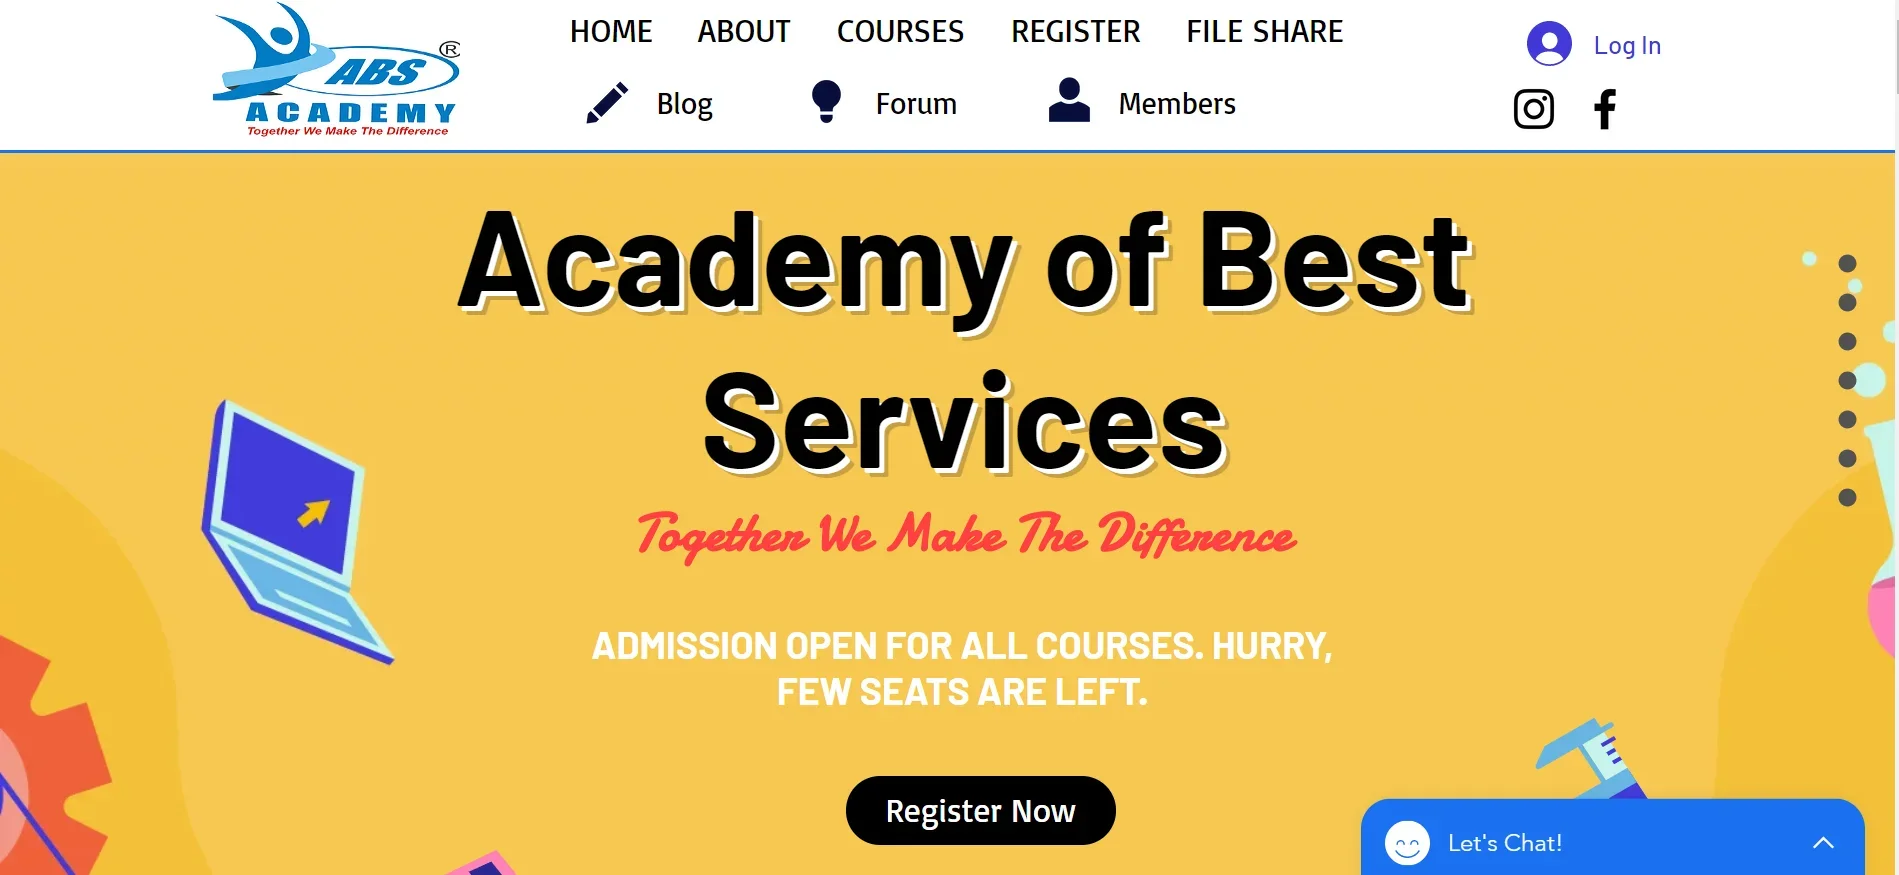 ABS
®
ACADEMY
Together We Make The Difference
HOME ABOUT COURSES REGISTER FILE SHARE
Blog Forum Members
Log In
Academy of Best
Services
Together We Make The Difference
ADMISSION OPEN FOR ALL COURSES. HURRY,
FEW SEATS ARE LEFT.
Register Now
Let's Chat!